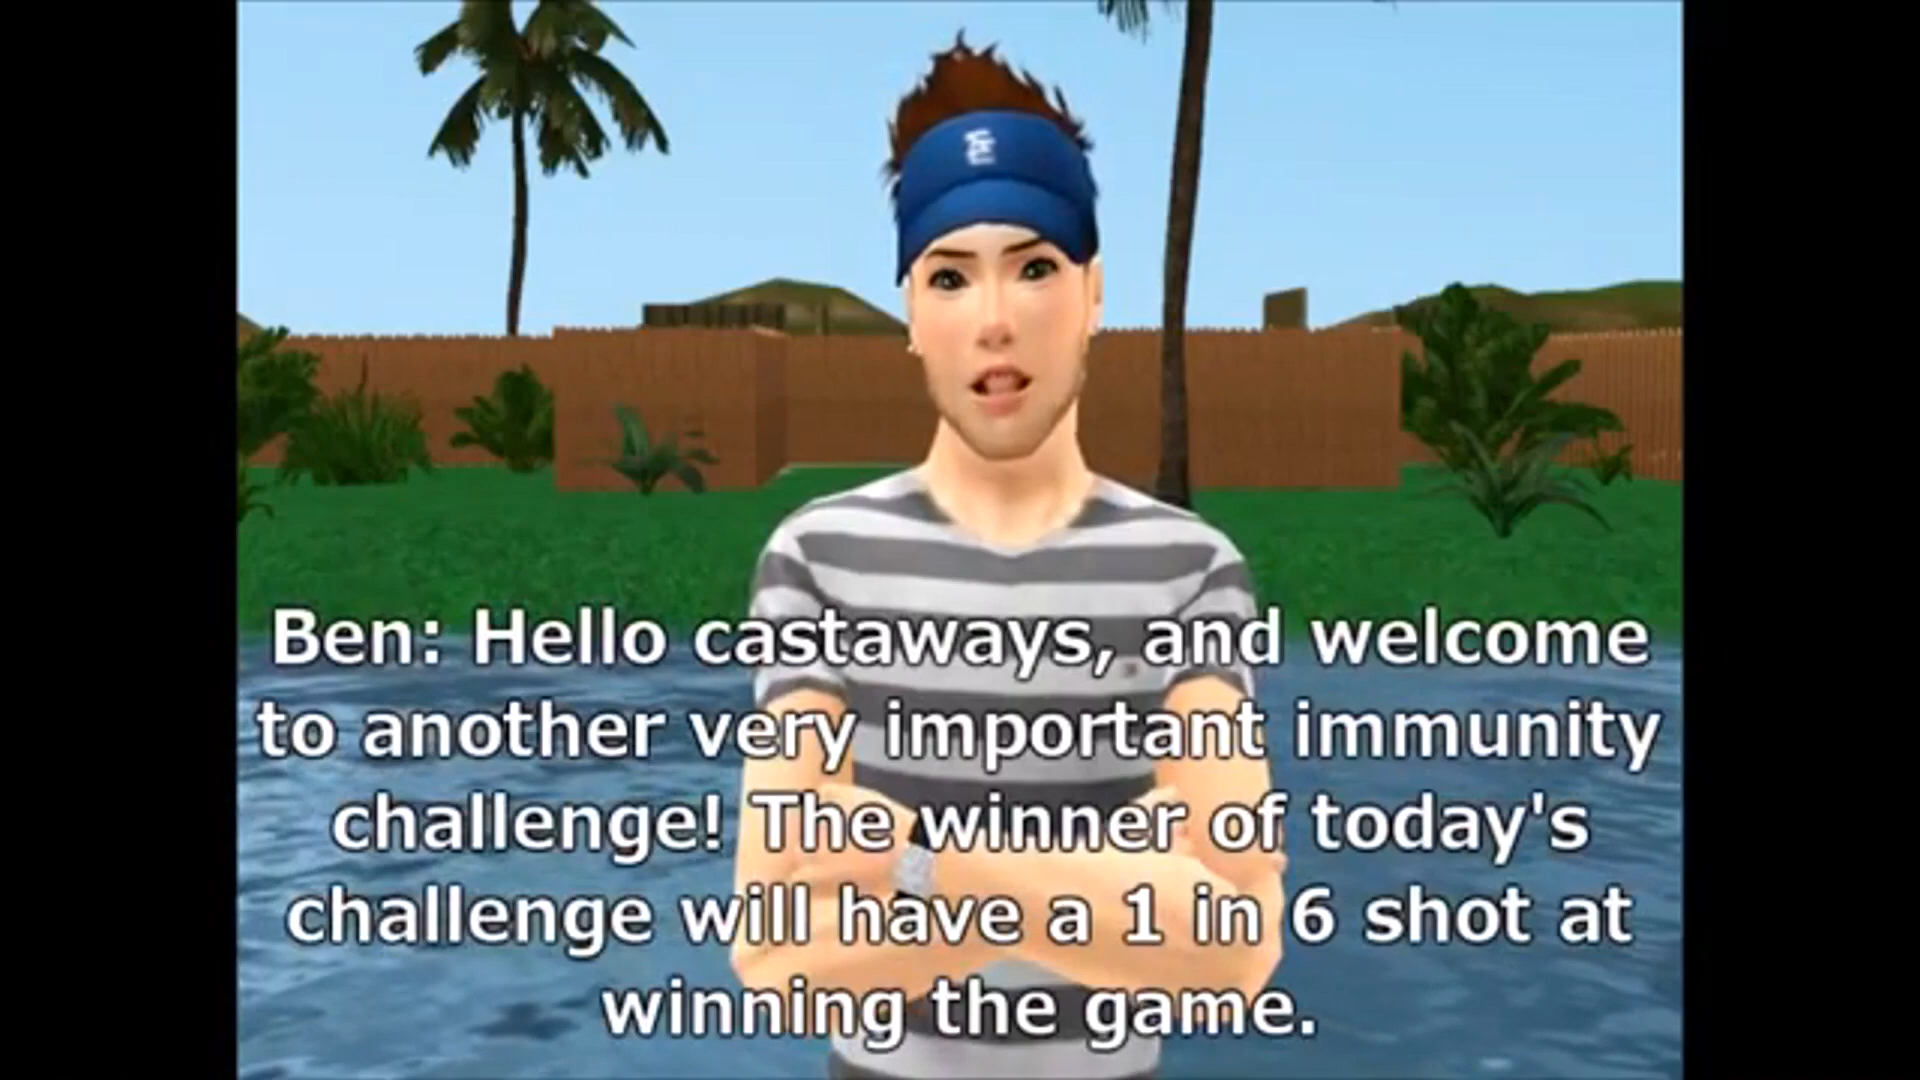 Ben: Hello castaways, and welcome
to another very important immunity
challenge! The winner of today's
challenge will have a 1 in 6 shot at
winning the game.